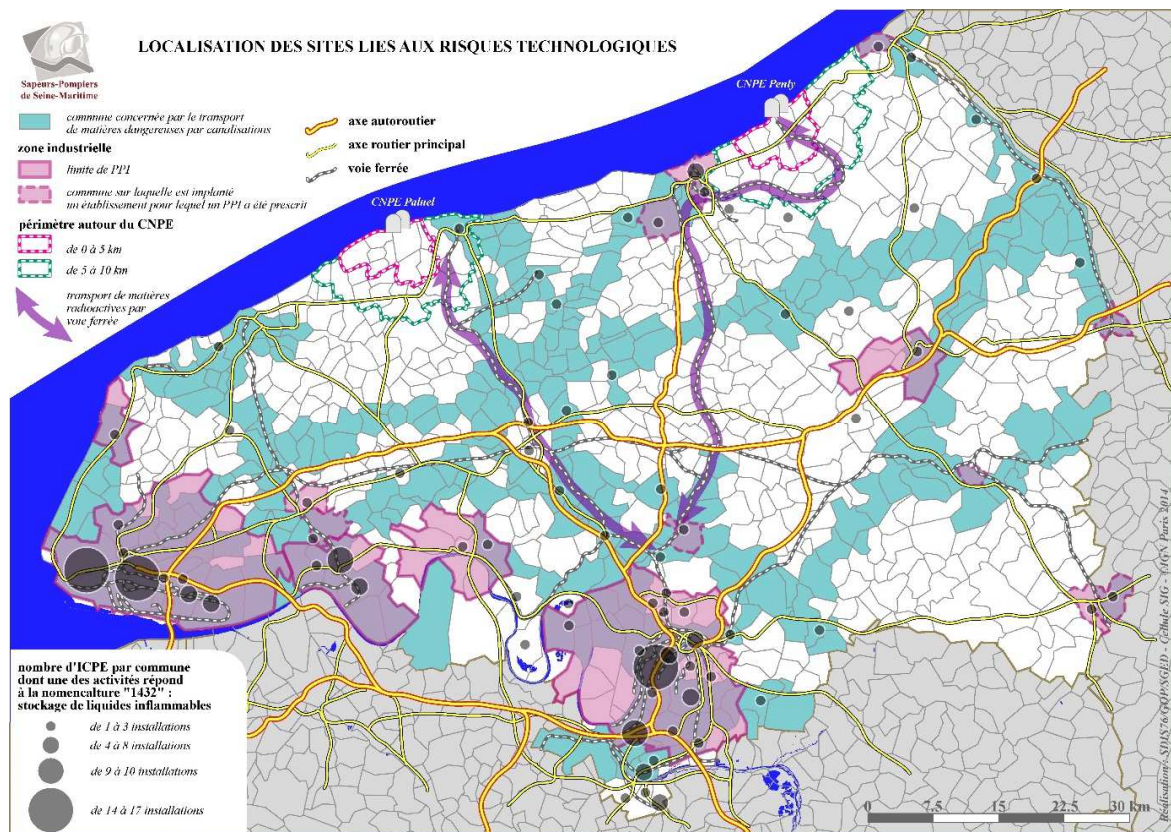 LOCALISATION DES SITES LIES AUX RISQUES TECHNOLOGIQUES
Sapeurs-Pompiers
de Seine-Maritime
commune concernée par le transport
de matières dangereuses par canalisations
zone industrielle
limite de PPI
commune sur laquelle est implanté
un établissement pour lequel un PPI a été prescrit
périmètre autour du CNPE
de 0 à 5 km
de 5 à 10 km
transport de matières
radioactives par
voie ferrée
axe autoroutier
axe routier principal
voie ferrée
CNPE Penly
CNPE Paluel
nombre d'ICPE par commune
dont une des activités répond
à la nomenclature "1432" :
stockage de liquides inflammables
de 1 à 3 installations
de 4 à 8 installations
de 9 à 10 installations
de 14 à 17 installations
0 7.5 15 22.5 30 km